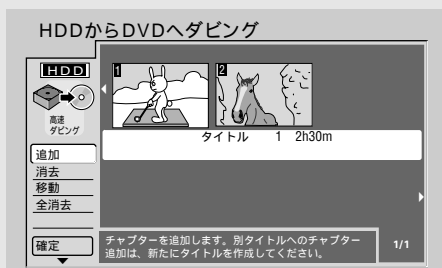 HDDからDVDへダビング
HDD
高速
ダビング
1
2
タイトル 1 2h30m
追加
消去
移動
全消去
確定
チャプターを追加します。別タイトルへのチャプター
追加は、新たにタイトルを作成してください。
1/1